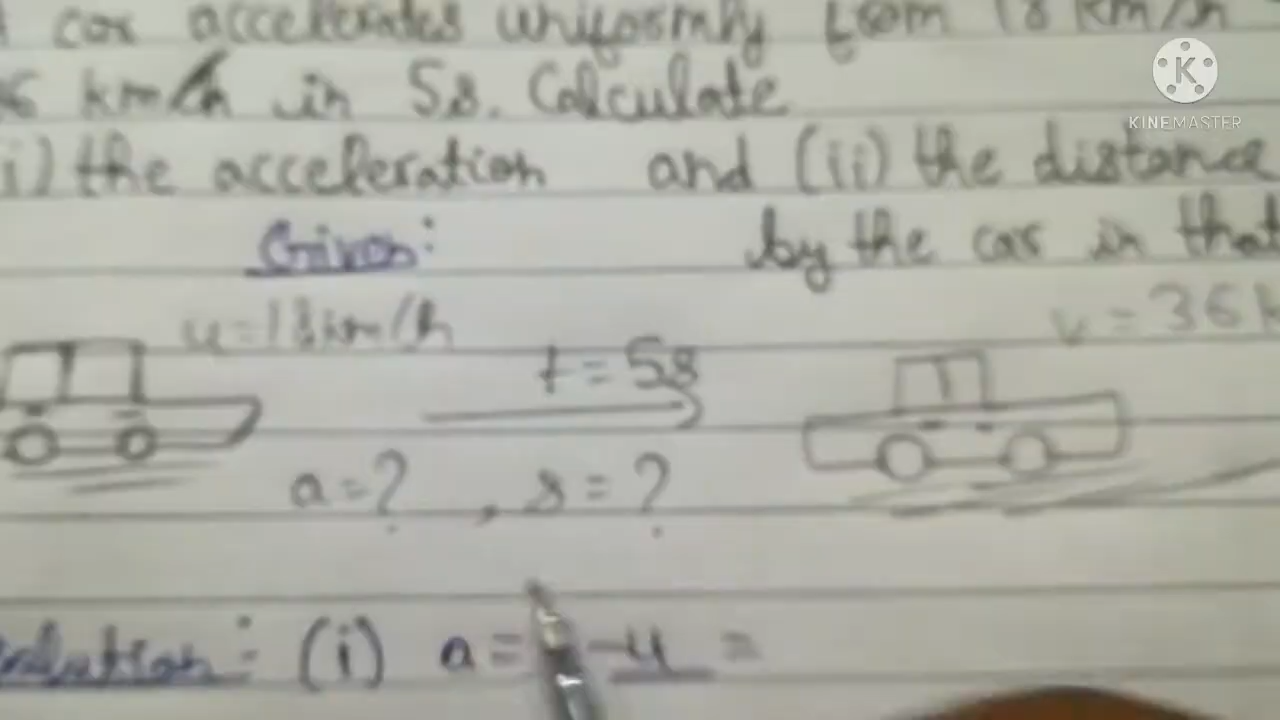 car accelerates uniformly from 18 km/h
6 km/h in 5s. Calculate
i) the acceleration and (ii) the distance
by the car in that
Given:
u = 18 km/h
v = 36 k
t = 5s
a = ? , s = ?
(i) a = - u =
KINEMASTER